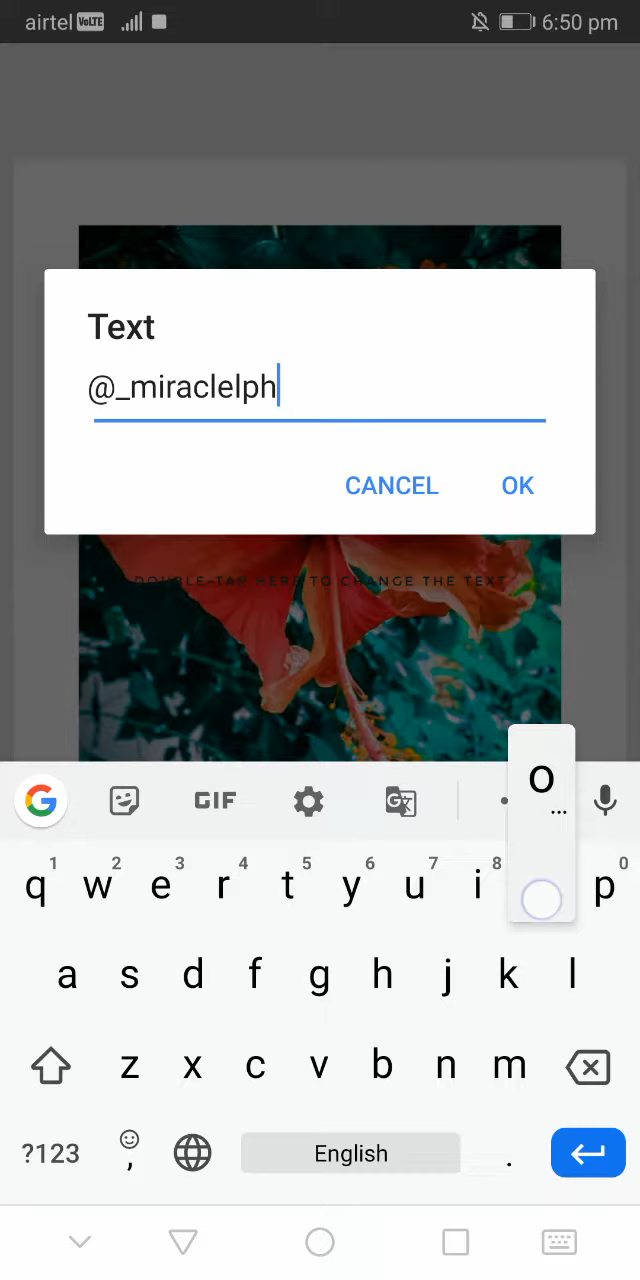 airtel VoLTE 6:50 pm
Text
@_miraclelph
CANCEL OK
DOUBLE-TAP HERE TO CHANGE THE TEXT
o
...
G GIF G
1 2 3 4 5 6 7 8 0
q w e r t y u i p
a s d f g h j k l
z x c v b n m
?123 , English .